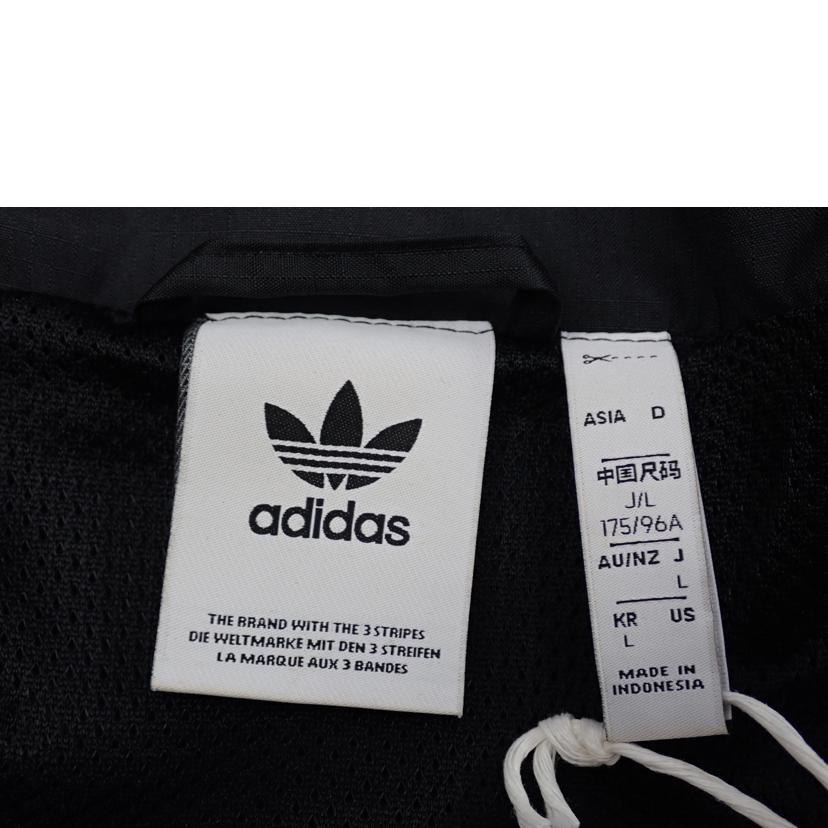 adidas
THE BRAND WITH THE 3 STRIPES
DIE WELTMARKE MIT DEN 3 STREIFEN
LA MARQUE AUX 3 BANDES
ASIA D
中国尺码
J/L
175/96A
AU/NZ J
L
KR US
L
MADE IN
INDONESIA